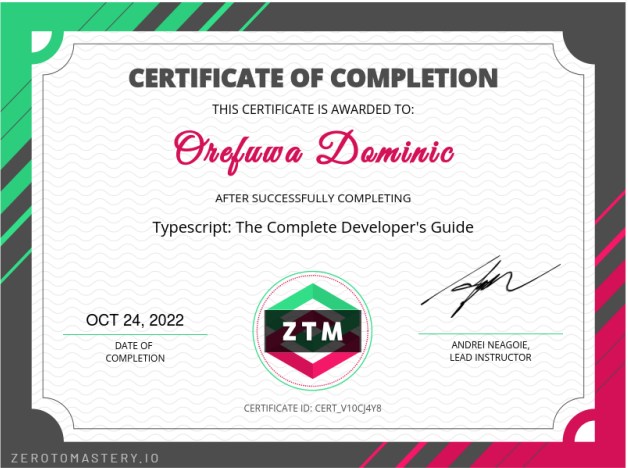 CERTIFICATE OF COMPLETION
THIS CERTIFICATE IS AWARDED TO:
Orefuwa Dominic
AFTER SUCCESSFULLY COMPLETING
Typescript: The Complete Developer's Guide
OCT 24, 2022
DATE OF
COMPLETION
ZTM
ANDREI NEAGOIE,
LEAD INSTRUCTOR
CERTIFICATE ID: CERT_V10CJ4Y8
ZEROTOMASTERY.IO